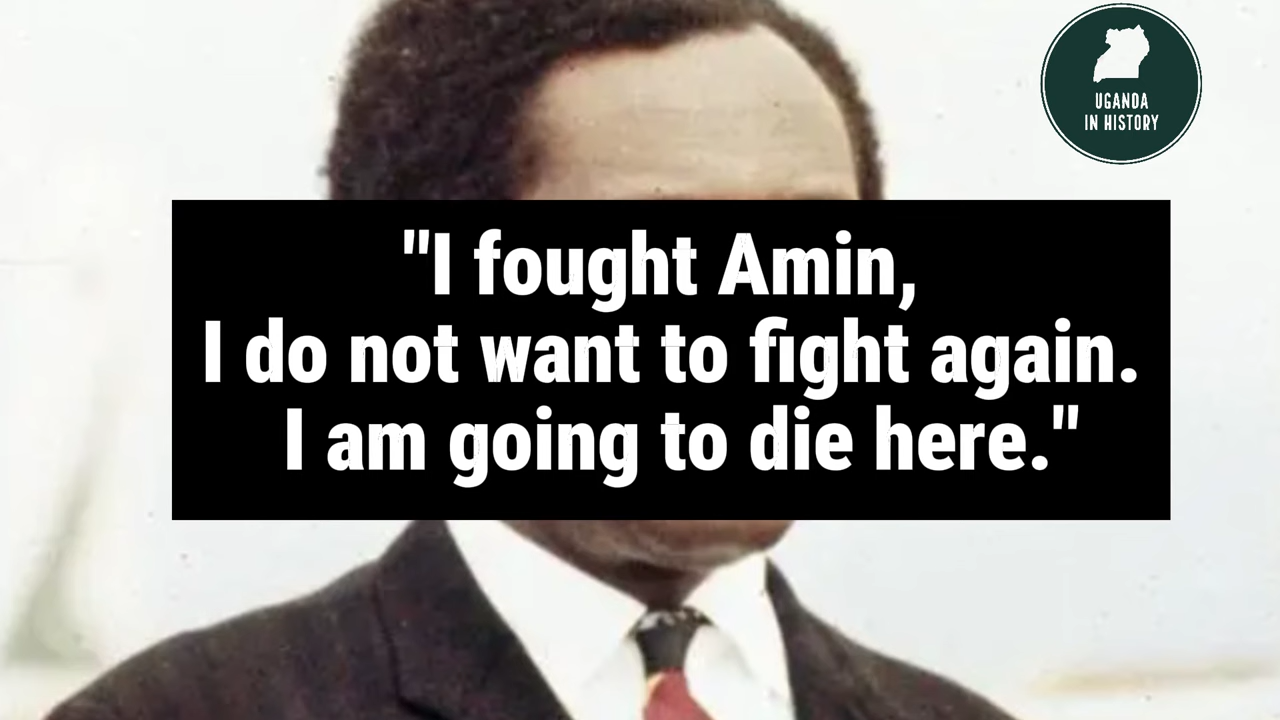 UGANDA
IN HISTORY
"I fought Amin,
I do not want to fight again.
I am going to die here."